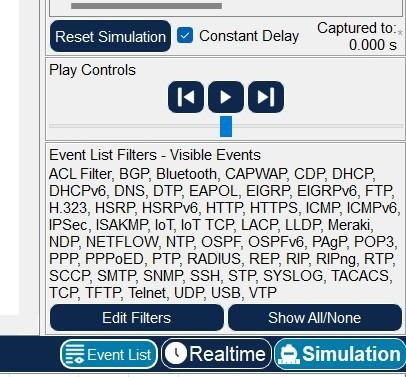 Reset Simulation
Constant Delay
Captured to:
0.000 s
Play Controls
Event List Filters - Visible Events
ACL Filter, BGP, Bluetooth, CAPWAP, CDP, DHCP,
DHCPv6, DNS, DTP, EAPOL, EIGRP, EIGRPv6, FTP,
H.323, HSRP, HSRPv6, HTTP, HTTPS, ICMP, ICMPv6,
IPSec, ISAKMP, IoT, IoT TCP, LACP, LLDP, Meraki,
NDP, NETFLOW, NTP, OSPF, OSPFv6, PAgP, POP3,
PPP, PPPoED, PTP, RADIUS, REP, RIP, RIPng, RTP,
SCCP, SMTP, SNMP, SSH, STP, SYSLOG, TACACS,
TCP, TFTP, Telnet, UDP, USB, VTP
Edit Filters
Show All/None
Event List
Realtime
Simulation